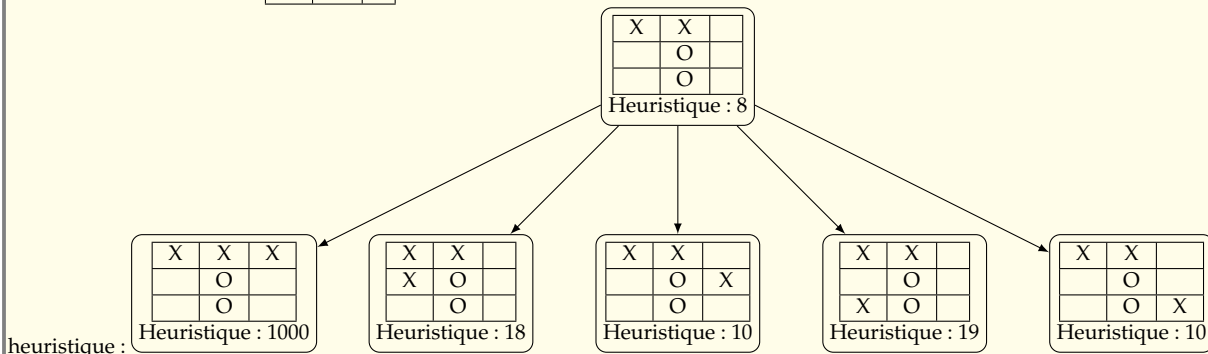 X X
O
O
Heuristique : 8
X X X
O
O
Heuristique : 1000
X X
X O
O
Heuristique : 18
X X
O X
O
Heuristique : 10
X X
O
X O
Heuristique : 19
X X
O
O X
Heuristique : 10
heuristique :